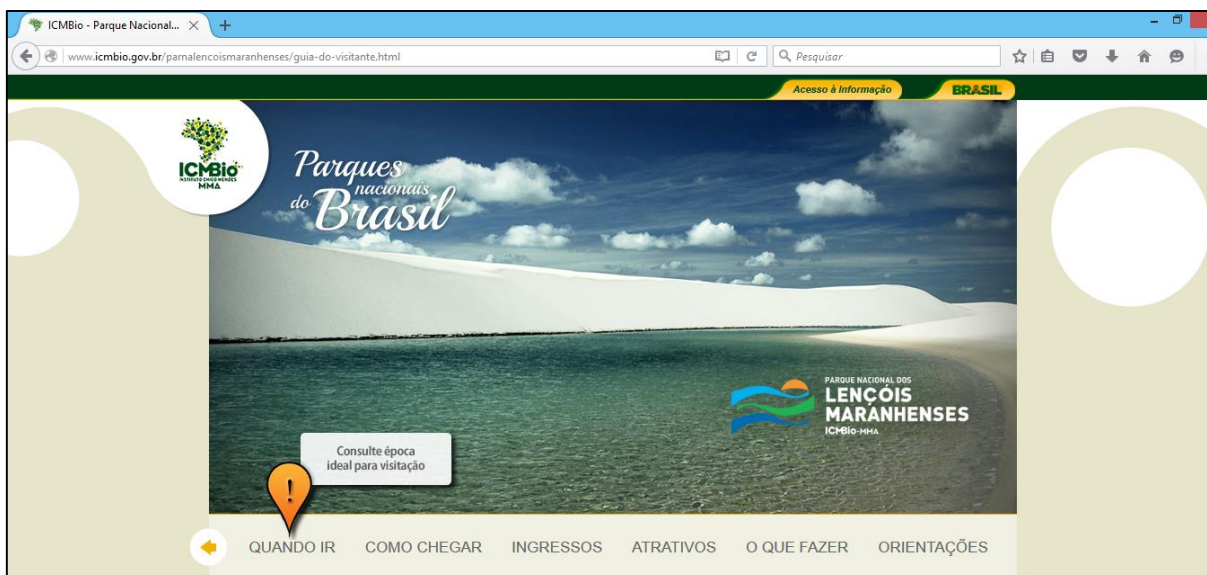 ICMBio - Parque Nacional...
www.icmbio.gov.br/parnalencoismaranhenses/guia-do-visitante.html
Pesquisar
Acesso à Informação
BRASIL
ICMBio
INSTITUTO CHICO MENDES
MMA
Parques
nacionais
do Brasil
PARQUE NACIONAL DOS
LENÇÓIS
MARANHENSES
ICMBio-MMA
Consulte época
ideal para visitação
!
QUANDO IR COMO CHEGAR INGRESSOS ATRATIVOS O QUE FAZER ORIENTAÇÕES